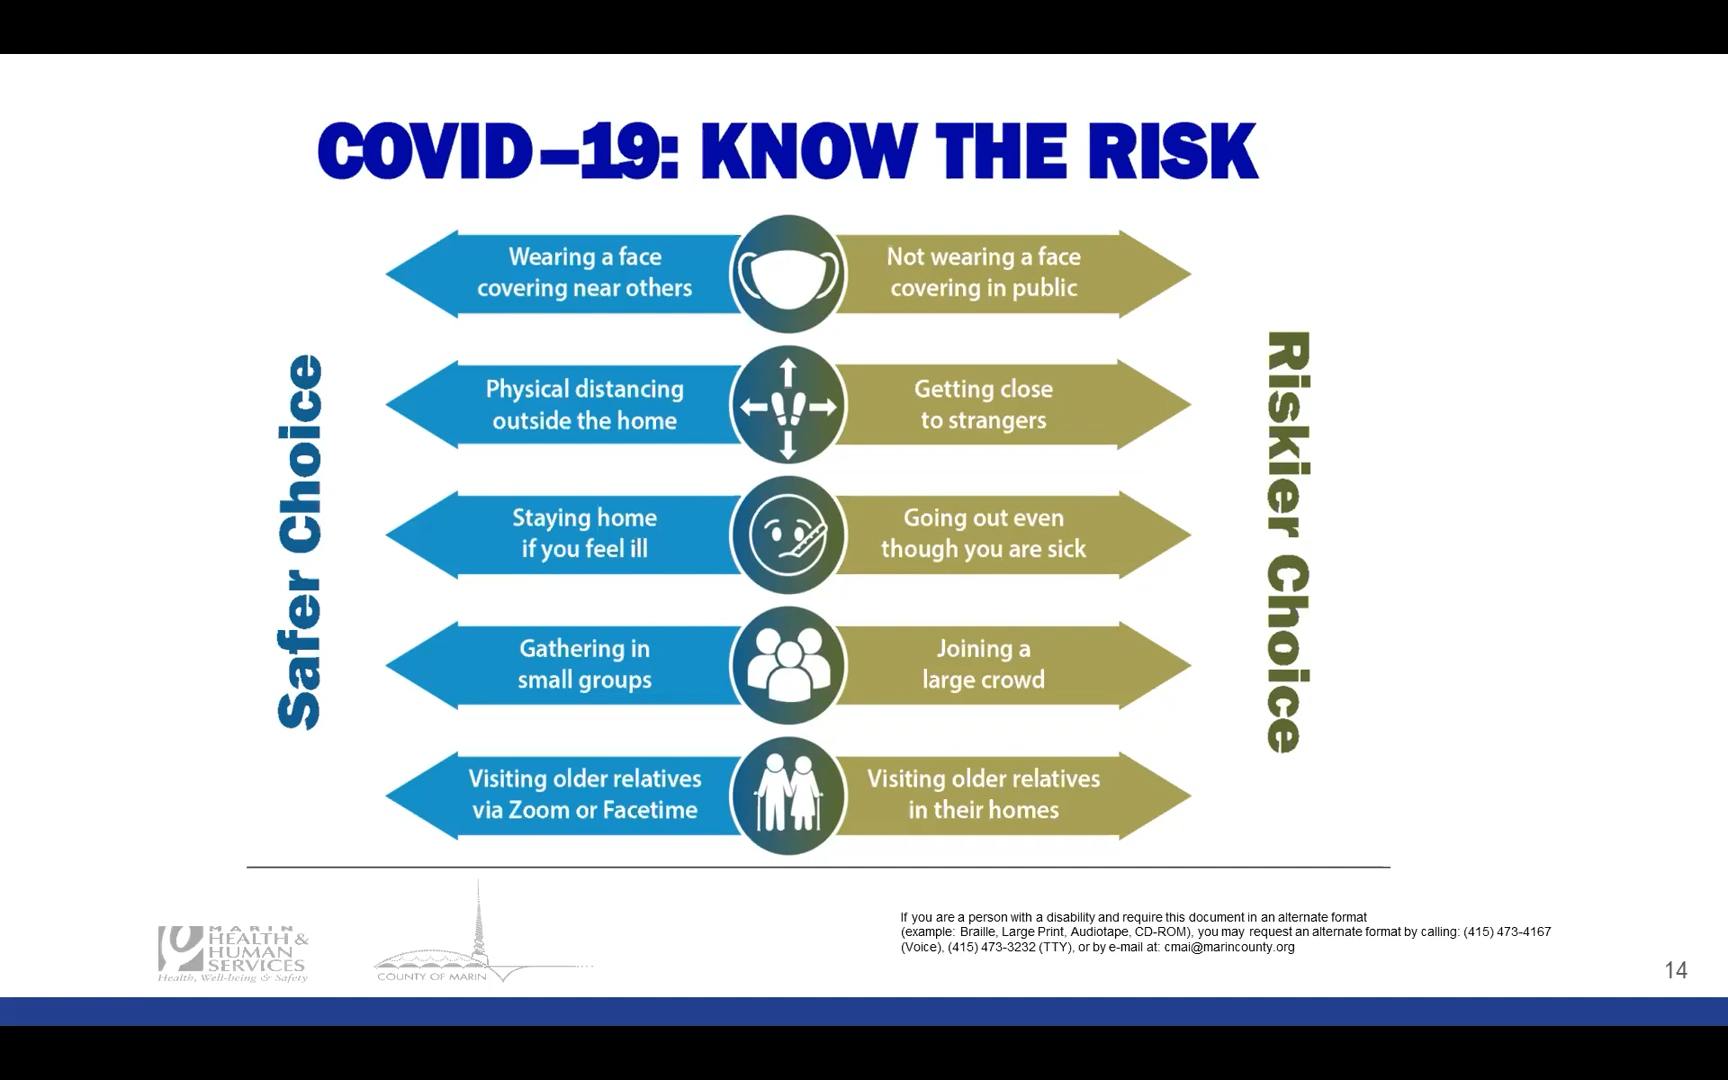 COVID–19: KNOW THE RISK
Safer Choice
Riskier Choice
Wearing a face
covering near others
Not wearing a face
covering in public
Physical distancing
outside the home
Getting close
to strangers
Staying home
if you feel ill
Going out even
though you are sick
Gathering in
small groups
Joining a
large crowd
Visiting older relatives
via Zoom or Facetime
Visiting older relatives
in their homes
MARIN
HEALTH &
HUMAN
SERVICES
Health, Well-being & Safety
COUNTY OF MARIN
If you are a person with a disability and require this document in an alternate format
(example: Braille, Large Print, Audiotape, CD-ROM), you may request an alternate format by calling: (415) 473-4167
(Voice), (415) 473-3232 (TTY), or by e-mail at: cmai@marincounty.org
14